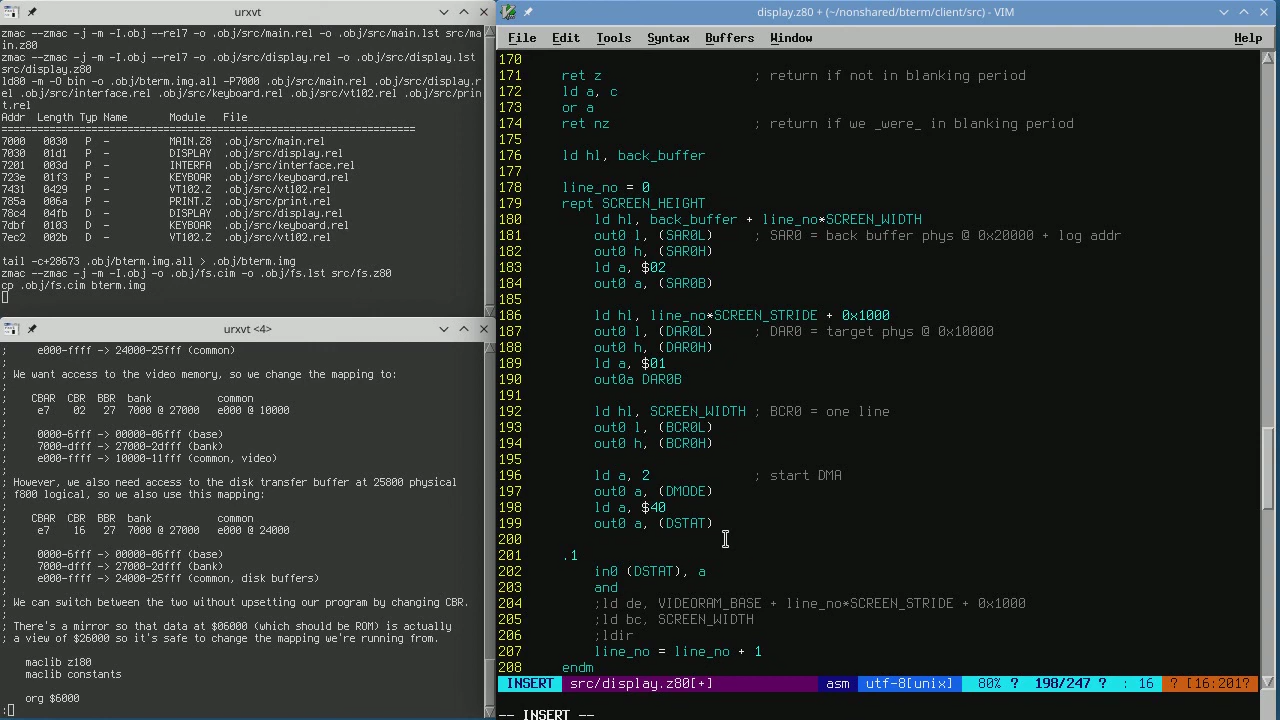 urxvt
zmac --zmac -j -m -I.obj --rel7 -o .obj/src/main.rel -o .obj/src/main.lst src/ma
in.z80
zmac --zmac -j -m -I.obj --rel7 -o .obj/src/display.rel -o .obj/src/display.lst
src/display.z80
ld80 -m -O bin -o .obj/bterm.img.all -P7000 .obj/src/main.rel .obj/src/display.r
el .obj/src/interface.rel .obj/src/keyboard.rel .obj/src/vt102.rel .obj/src/prin
t.rel
Addr Length Typ Name Module File
================================================================
7000 0030 P - MAIN.Z8 .obj/src/main.rel
7030 01d1 P - DISPLAY .obj/src/display.rel
7201 003d P - INTERFA .obj/src/interface.rel
723e 01f3 P - KEYBOAR .obj/src/keyboard.rel
7431 0429 P - VT102.Z .obj/src/vt102.rel
785a 006a P - PRINT.Z .obj/src/print.rel
78c4 04fb D - DISPLAY .obj/src/display.rel
7dbf 0103 D - KEYBOAR .obj/src/keyboard.rel
7ec2 002b D - VT102.Z .obj/src/vt102.rel
tail -c+28673 .obj/bterm.img.all > .obj/bterm.img
zmac --zmac -j -m -I.obj -o .obj/fs.cim -o .obj/fs.lst src/fs.z80
cp .obj/fs.cim bterm.img
urxvt <4>
; e000-ffff -> 24000-25fff (common)
;
; We want access to the video memory, so we change the mapping to:
;
; CBAR CBR BBR bank common
; e7 02 27 7000 @ 27000 e000 @ 10000
;
; 0000-6fff -> 00000-06fff (base)
; 7000-dfff -> 27000-2dfff (bank)
; e000-ffff -> 10000-11fff (common, video)
;
; However, we also need access to the disk transfer buffer at 25800 physical
; f800 logical, so we also use this mapping:
;
; CBAR CBR BBR bank common
; e7 16 27 7000 @ 27000 e000 @ 24000
;
; 0000-6fff -> 00000-06fff (base)
; 7000-dfff -> 27000-2dfff (bank)
; e000-ffff -> 24000-25fff (common, disk buffers)
;
; We can switch between the two without upsetting our program by changing CBR.
;
; There's a mirror so that data at $06000 (which should be ROM) is actually
; a view of $26000 so it's safe to change the mapping we're running from.
maclib z180
maclib constants
org $6000
:
display.z80 + (~/nonshared/bterm/client/src) - VIM
File Edit Tools Syntax Buffers Window Help
170
171 ret z ; return if not in blanking period
172 ld a, c
173 or a
174 ret nz ; return if we _were_ in blanking period
175
176 ld hl, back_buffer
177
178 line_no = 0
179 rept SCREEN_HEIGHT
180 ld hl, back_buffer + line_no*SCREEN_WIDTH
181 out0 l, (SAR0L) ; SAR0 = back buffer phys @ 0x20000 + log addr
182 out0 h, (SAR0H)
183 ld a, $02
184 out0 a, (SAR0B)
185
186 ld hl, line_no*SCREEN_STRIDE + 0x1000
187 out0 l, (DAR0L) ; DAR0 = target phys @ 0x10000
188 out0 h, (DAR0H)
189 ld a, $01
190 out0a DAR0B
191
192 ld hl, SCREEN_WIDTH ; BCR0 = one line
193 out0 l, (BCR0L)
194 out0 h, (BCR0H)
195
196 ld a, 2 ; start DMA
197 out0 a, (DMODE)
198 ld a, $40
199 out0 a, (DSTAT)
200
201 .1
202 in0 (DSTAT), a
203 and
204 ;ld de, VIDEORAM_BASE + line_no*SCREEN_STRIDE + 0x1000
205 ;ld bc, SCREEN_WIDTH
206 ;ldir
207 line_no = line_no + 1
208 endm
INSERT src/display.z80[+] asm utf-8[unix] 80% ? 198/247 ? : 16 ? [16:201?
-- INSERT --